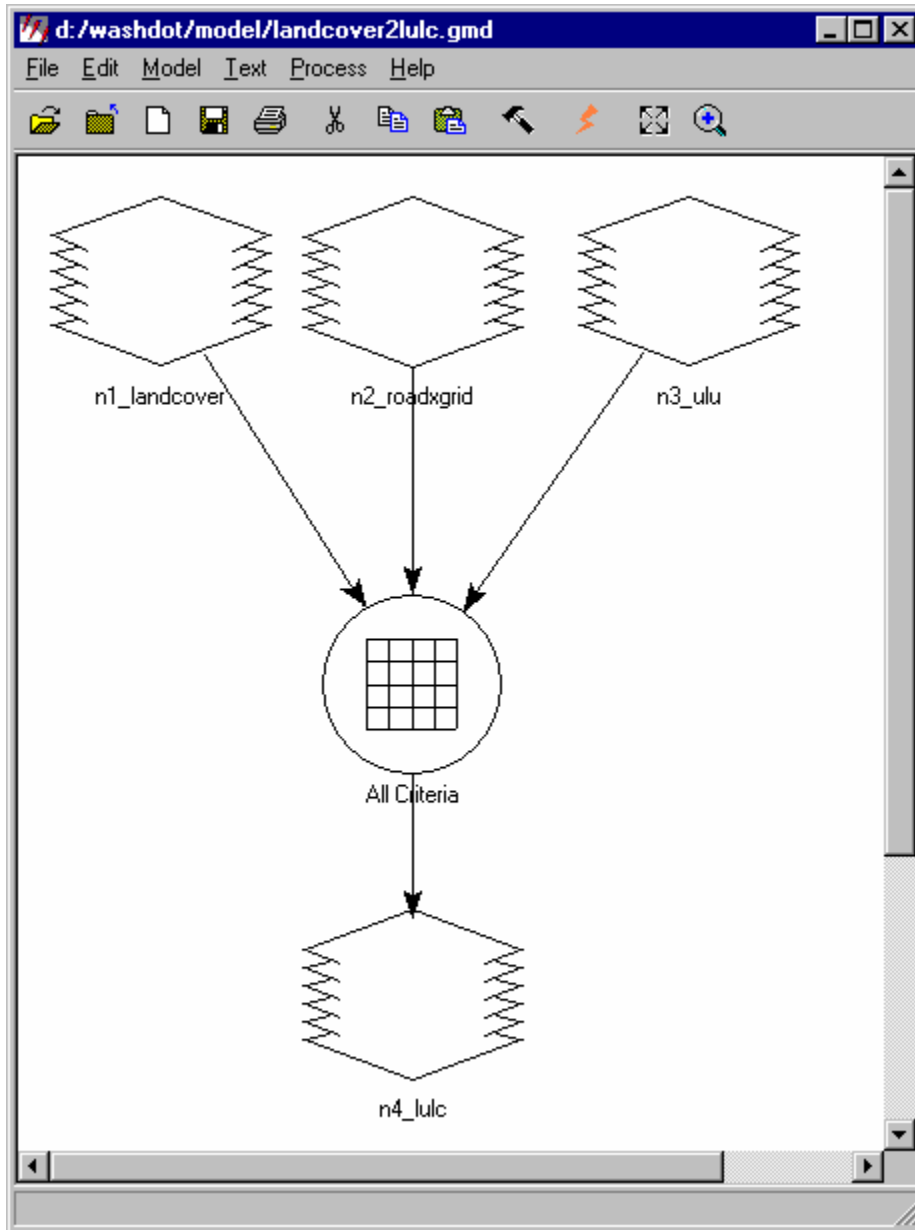 d:/washdot/model/landcover2lulc.gmd
File Edit Model Text Process Help
n1_landcover n2_roadxgrid n3_ulu
All Criteria
n4_lulc